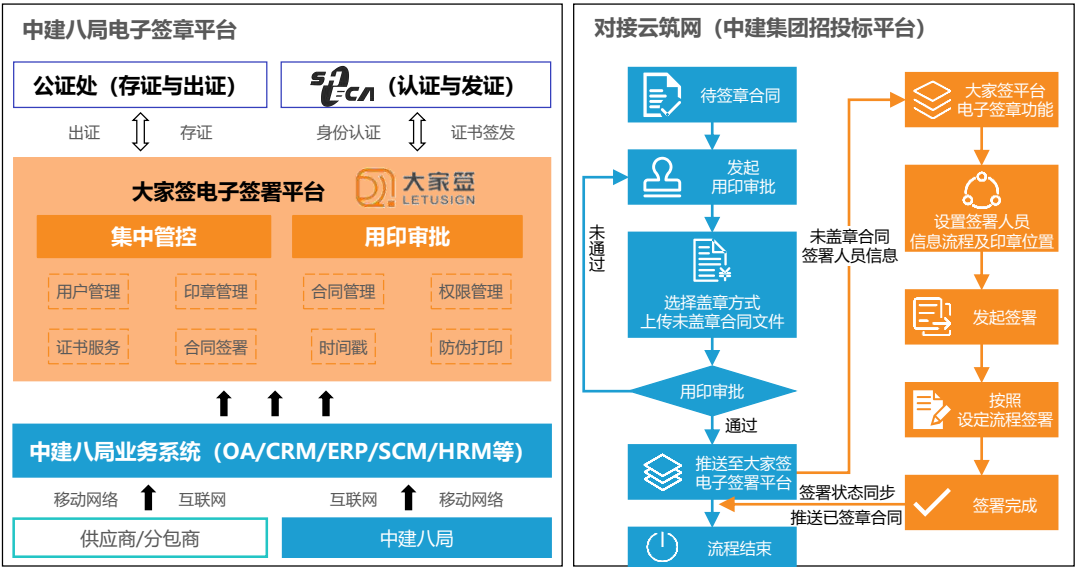 中建八局电子签章平台
公证处（存证与出证）
SHECA（认证与发证）
出证
存证
身份认证
证书签发
大家签电子签署平台
大家签
LETUSIGN
集中管控
用印审批
用户管理
印章管理
合同管理
权限管理
证书服务
合同签署
时间戳
防伪打印
中建八局业务系统（OA/CRM/ERP/SCM/HRM等）
移动网络
互联网
互联网
移动网络
供应商/分包商
中建八局
对接云筑网（中建集团招投标平台）
待签章合同
发起
用印审批
未通过
选择盖章方式
上传未盖章合同文件
用印审批
通过
推送至大家签
电子签署平台
流程结束
未盖章合同
签署人员信息
大家签平台
电子签章功能
设置签署人员
信息流程及印章位置
发起签署
按照
设定流程签署
签署完成
签署状态同步
推送已签章合同